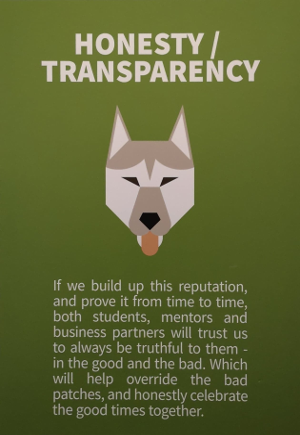 HONESTY /
TRANSPARENCY
If we build up this reputation,
and prove it from time to time,
both students, mentors and
business partners will trust us
to always be truthful to them -
in the good and the bad. Which
will help override the bad
patches, and honestly celebrate
the good times together.